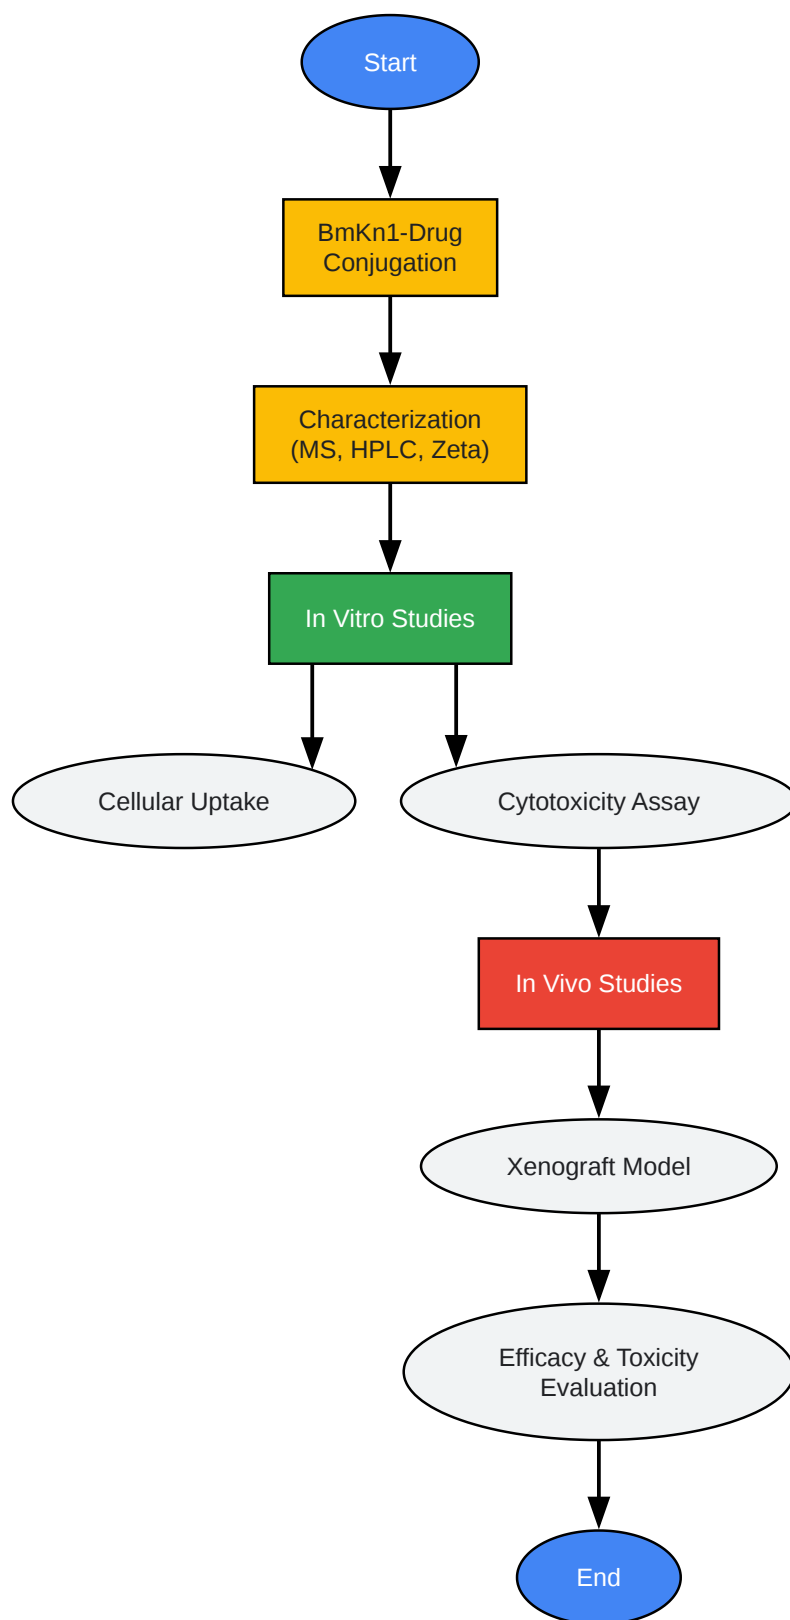 Start
BmKn1-Drug
Conjugation
Characterization
(MS, HPLC, Zeta)
In Vitro Studies
Cellular Uptake
Cytotoxicity Assay
In Vivo Studies
Xenograft Model
Efficacy & Toxicity
Evaluation
End